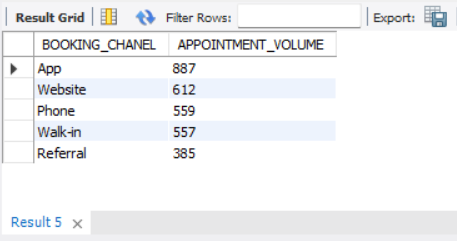 Result Grid Filter Rows: Export:
BOOKING_CHANEL APPOINTMENT_VOLUME
App 887
Website 612
Phone 559
Walk-in 557
Referral 385
Result 5 ×